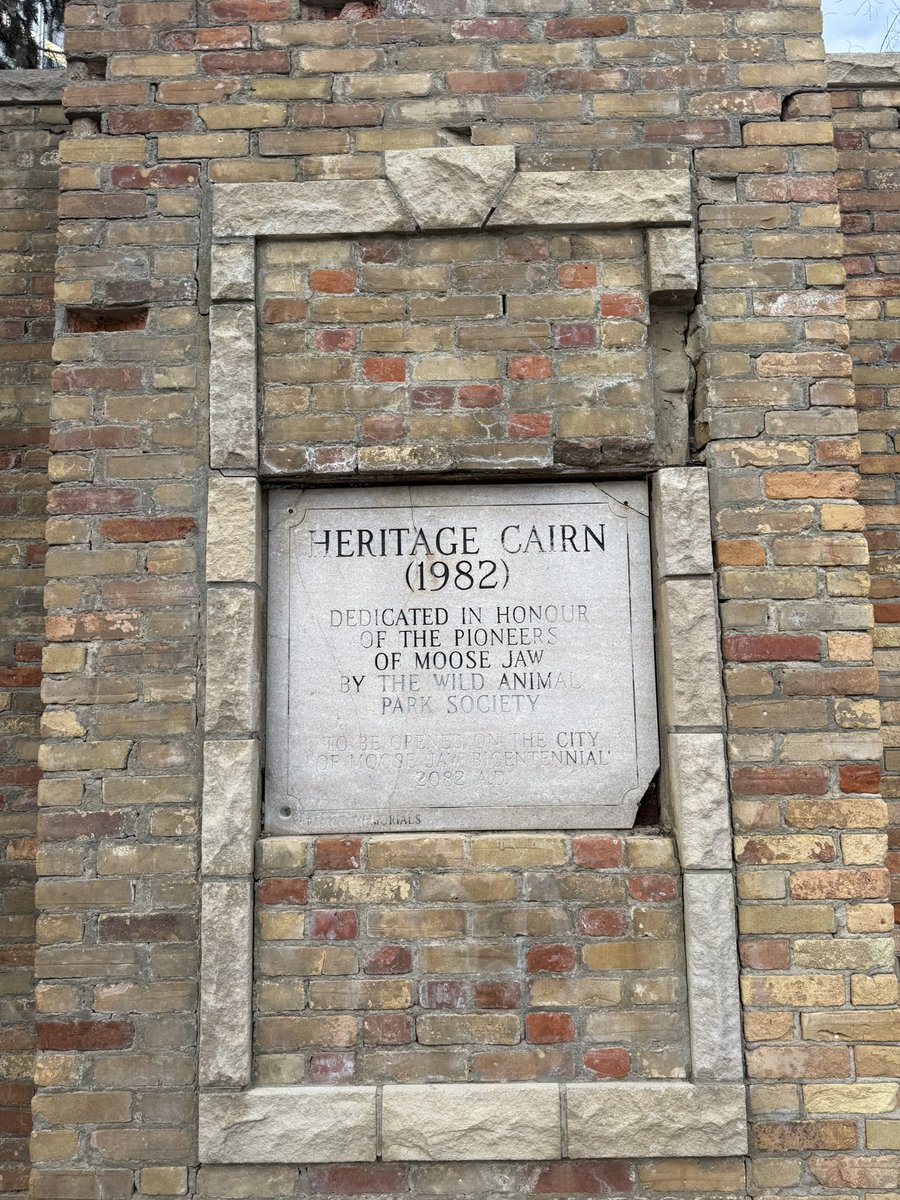 HERITAGE CAIRN
(1982)
DEDICATED IN HONOUR
OF THE PIONEERS
OF MOOSE JAW
BY THE WILD ANIMAL
PARK SOCIETY
'TO BE OPENED ON THE CITY
OF MOOSE JAW BICENTENNIAL'
2082 A.D.
MEMORIALS